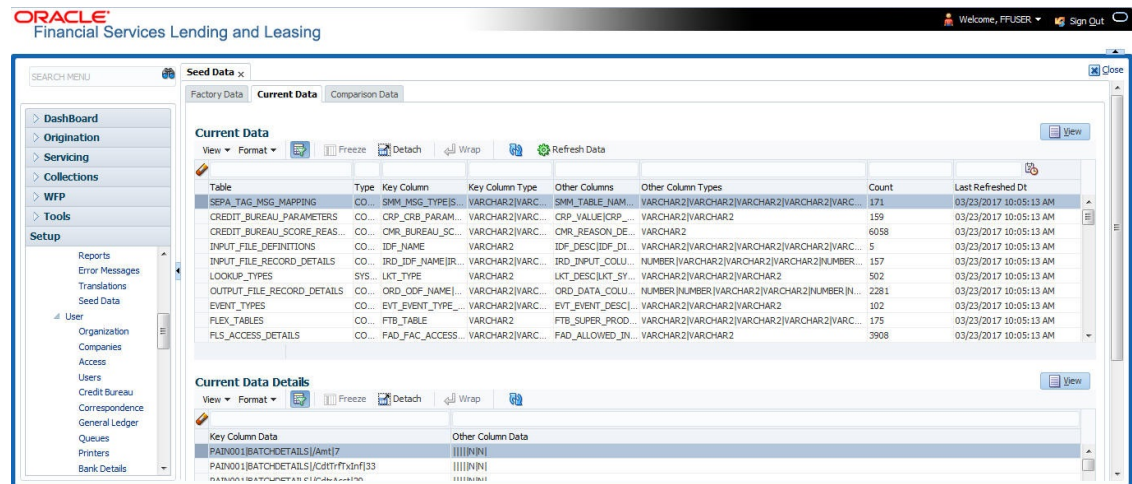 ORACLE'
Financial Services Lending and Leasing
Welcome, FFUSER
Sign Out
SEARCH MENU
DashBoard
Origination
Servicing
Collections
WFP
Tools
Setup
Reports
Error Messages
Translations
Seed Data
User
Organization
Companies
Access
Users
Credit Bureau
Correspondence
General Ledger
Queues
Printers
Bank Details
Seed Data x
Close
Factory Data Current Data Comparison Data
Current Data
View
View Format Freeze Detach Wrap Refresh Data
Table Type Key Column Key Column Type Other Columns Other Column Types Count Last Refreshed Dt
SEPA_TAG_MSG_MAPPING CO... SMM_MSG_TYPE|S... VARCHAR2|VARC... SMM_TABLE_NAM... VARCHAR2|VARCHAR2|VARCHAR2|VARCHAR2|VARC... 171 03/23/2017 10:05:13 AM
CREDIT_BUREAU_PARAMETERS CO... CRP_CRB_PARAM... VARCHAR2|VARC... CRP_VALUE|CRP_... VARCHAR2|VARCHAR2 159 03/23/2017 10:05:13 AM
CREDIT_BUREAU_SCORE_REAS... CO... CMR_BUREAU_SC... VARCHAR2|VARC... CMR_REASON_DE... VARCHAR2 6058 03/23/2017 10:05:13 AM
INPUT_FILE_DEFINITIONS CO... IDF_NAME VARCHAR2 IDF_DESC|IDF_DI... VARCHAR2|VARCHAR2|VARCHAR2|VARCHAR2|VARC... 5 03/23/2017 10:05:13 AM
INPUT_FILE_RECORD_DETAILS CO... IRD_IDF_NAME|IR... VARCHAR2|VARC... IRD_INPUT_COLU... NUMBER|VARCHAR2|VARCHAR2|VARCHAR2|NUMBER... 157 03/23/2017 10:05:13 AM
LOOKUP_TYPES SYS... LKT_TYPE VARCHAR2 LKT_DESC|LKT_SY... VARCHAR2|VARCHAR2|VARCHAR2 502 03/23/2017 10:05:13 AM
OUTPUT_FILE_RECORD_DETAILS CO... ORD_ODF_NAME|... VARCHAR2|VARC... ORD_DATA_COLU... NUMBER|NUMBER|VARCHAR2|VARCHAR2|NUMBER|N... 2281 03/23/2017 10:05:13 AM
EVENT_TYPES CO... EVT_EVENT_TYPE_... VARCHAR2|VARC... EVT_EVENT_DESC|... VARCHAR2|VARCHAR2|VARCHAR2 102 03/23/2017 10:05:13 AM
FLEX_TABLES CO... FTB_TABLE VARCHAR2 FTB_SUPER_PROD... VARCHAR2|VARCHAR2|VARCHAR2|VARCHAR2|VARC... 175 03/23/2017 10:05:13 AM
FLS_ACCESS_DETAILS CO... FAD_FAC_ACCESS... VARCHAR2|VARC... FAD_ALLOWED_IN... VARCHAR2|VARCHAR2 3908 03/23/2017 10:05:13 AM
Current Data Details
View
View Format Freeze Detach Wrap
Key Column Data Other Column Data
PAIN001|BATCHDETAILS|/Amt|7 |||||N|N|
PAIN001|BATCHDETAILS|/CdtTrfTxInf|33 |||||N|N|
PAIN001|BATCHDETAILS|/CdtrAcct|20 |||||N|N|